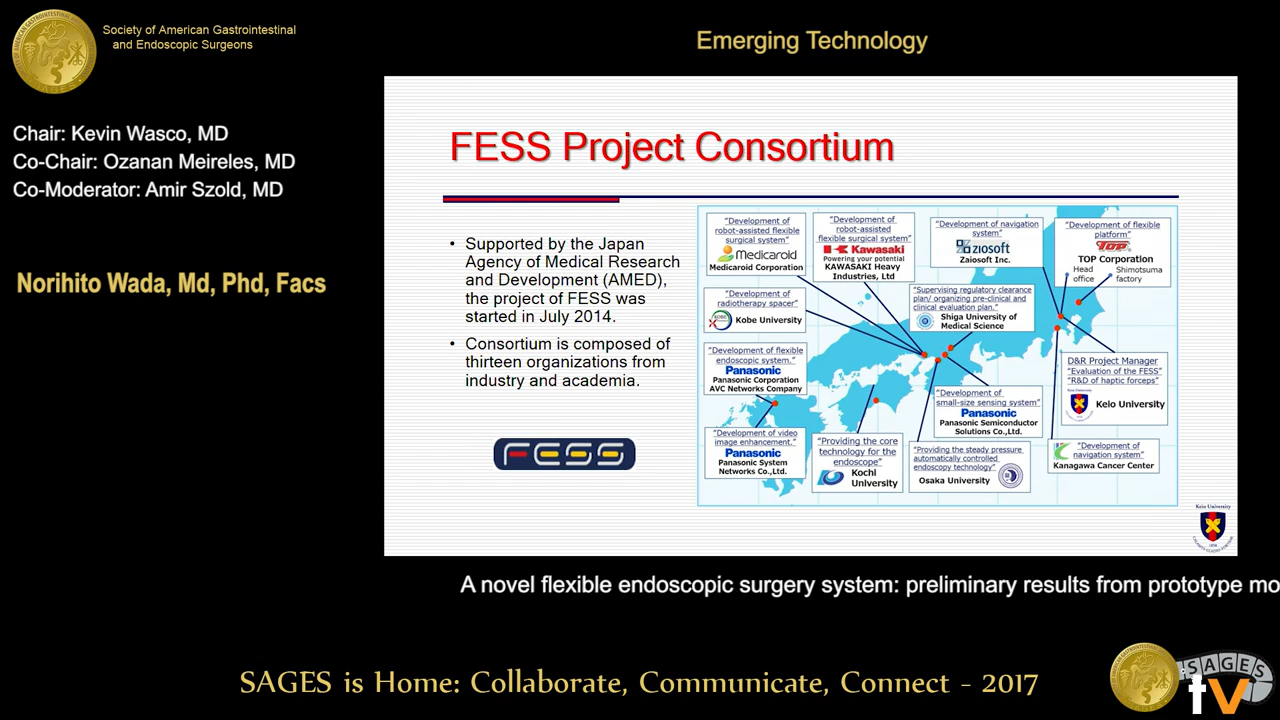 Society of American Gastrointestinal
and Endoscopic Surgeons
Emerging Technology
Chair: Kevin Wasco, MD
Co-Chair: Ozanan Meireles, MD
Co-Moderator: Amir Szold, MD
Norihito Wada, Md, Phd, Facs
FESS Project Consortium
• Supported by the Japan
Agency of Medical Research
and Development (AMED),
the project of FESS was
started in July 2014.
• Consortium is composed of
thirteen organizations from
industry and academia.
FESS
"Development of
robot-assisted flexible
surgical system"
Medicaroid
Medicaroid Corporation
"Development of
robot-assisted
flexible surgical system"
Kawasaki
Powering your potential
KAWASAKI Heavy
Industries, Ltd
"Development of navigation
system"
ziosoft
Zaiosoft Inc.
"Development of flexible
platform"
TOP
TOP Corporation
Head
office
Shimotsuma
factory
"Development of
radiotherapy spacer"
Kobe University
"Supervising regulatory clearance
plan/ organizing pre-clinical and
clinical evaluation plan."
Shiga University of
Medical Science
"Development of flexible
endoscopic system."
Panasonic
Panasonic Corporation
AVC Networks Company
D&R Project Manager
"Evaluation of the FESS"
"R&D of haptic forceps"
Keio University
"Development of
small-size sensing system"
Panasonic
Panasonic Semiconductor
Solutions Co.,Ltd.
"Development of video
image enhancement."
Panasonic
Panasonic System
Networks Co.,Ltd.
"Providing the core
technology for the
endoscope"
Kochi
University
"Providing the steady pressure
automatically controlled
endoscopy technology"
Osaka University
"Development of
navigation system"
Kanagawa Cancer Center
Keio University
A novel flexible endoscopic surgery system: preliminary results from prototype mo
SAGES is Home: Collaborate, Communicate, Connect - 2017
SAGES
tv